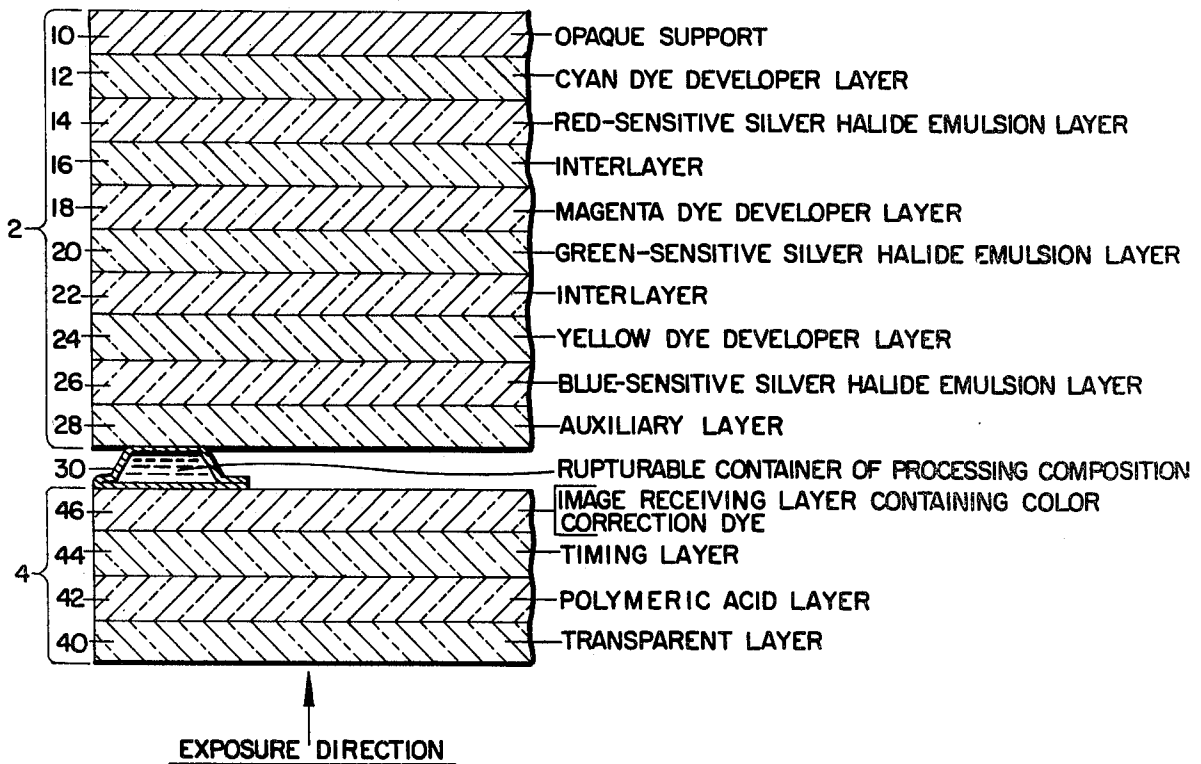 10 OPAQUE SUPPORT
12 CYAN DYE DEVELOPER LAYER
14 RED-SENSITIVE SILVER HALIDE EMULSION LAYER
16 INTERLAYER
18 MAGENTA DYE DEVELOPER LAYER
2
20 GREEN-SENSITIVE SILVER HALIDE EMULSION LAYER
22 INTERLAYER
24 YELLOW DYE DEVELOPER LAYER
26 BLUE-SENSITIVE SILVER HALIDE EMULSION LAYER
28 AUXILIARY LAYER
30 RUPTURABLE CONTAINER OF PROCESSING COMPOSITION
46 IMAGE RECEIVING LAYER CONTAINING COLOR
CORRECTION DYE
44 TIMING LAYER
4
42 POLYMERIC ACID LAYER
40 TRANSPARENT LAYER
EXPOSURE DIRECTION